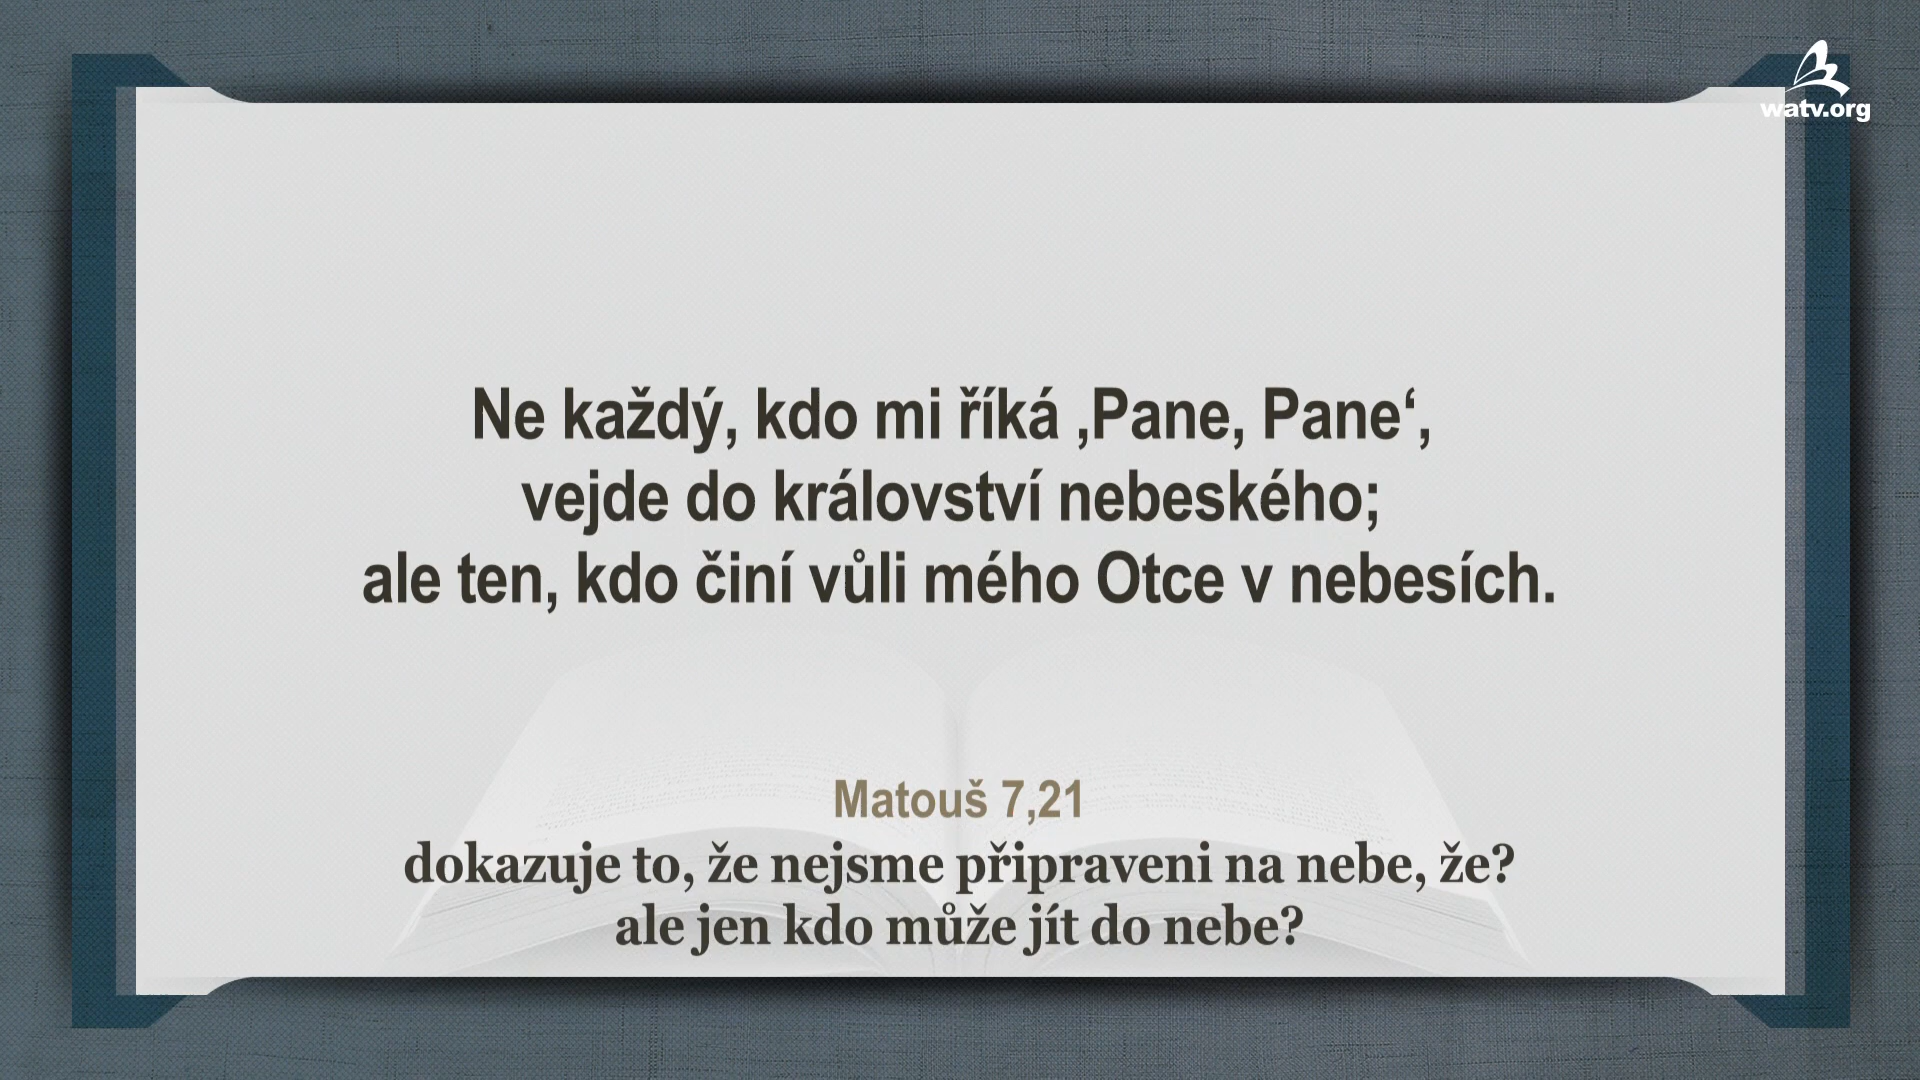 watv.org
Ne každý, kdo mi říká ‚Pane, Pane‘,
vejde do království nebeského;
ale ten, kdo činí vůli mého Otce v nebesích.
Matouš 7,21
dokazuje to, že nejsme připraveni na nebe, že?
ale jen kdo může jít do nebe?